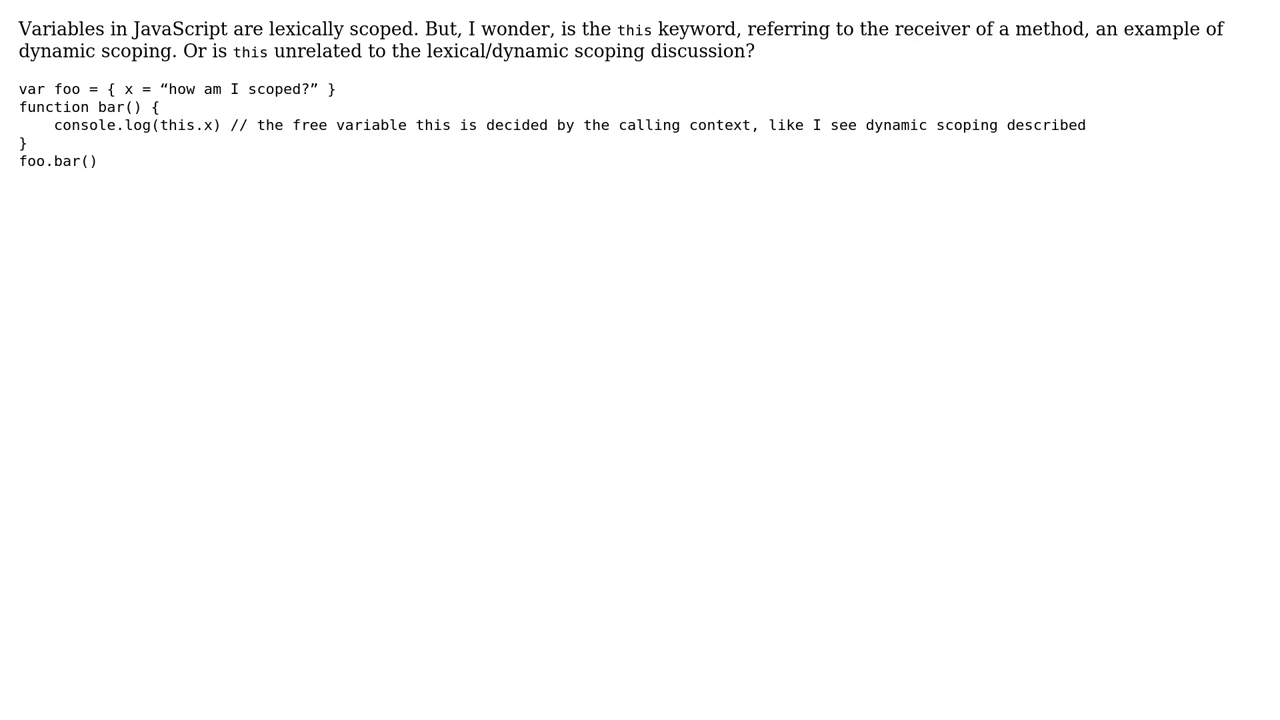 Variables in JavaScript are lexically scoped. But, I wonder, is the this keyword, referring to the receiver of a method, an example of
dynamic scoping. Or is this unrelated to the lexical/dynamic scoping discussion?
var foo = { x = “how am I scoped?” }
function bar() {
    console.log(this.x) // the free variable this is decided by the calling context, like I see dynamic scoping described
}
foo.bar()